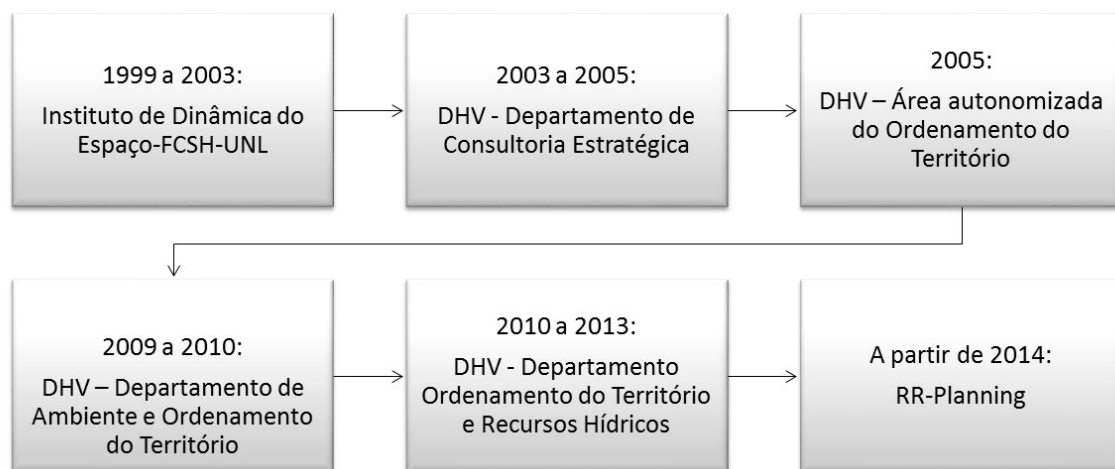 1999 a 2003:
Instituto de Dinâmica do
Espaço-FCSH-UNL
2003 a 2005:
DHV - Departamento de
Consultoria Estratégica
2005:
DHV – Área autonomizada
do Ordenamento do
Território
2009 a 2010:
DHV – Departamento de
Ambiente e Ordenamento
do Território
2010 a 2013:
DHV - Departamento
Ordenamento do Território
e Recursos Hídricos
A partir de 2014:
RR-Planning